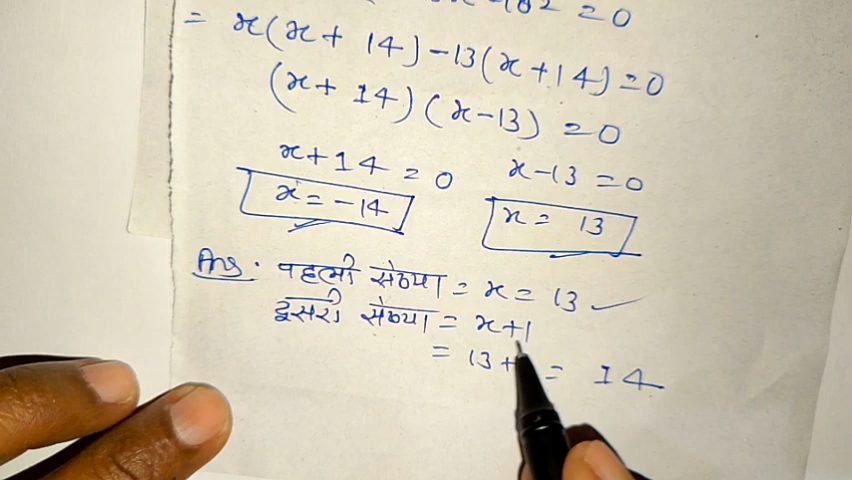 = x(x + 14) - 13(x + 14) = 0
(x + 14)(x - 13) = 0
x + 14 = 0 x - 13 = 0
x = -14 x = 13
Ans. पहली संख्या = x = 13
दूसरी संख्या = x + 1
= 13 + = 14